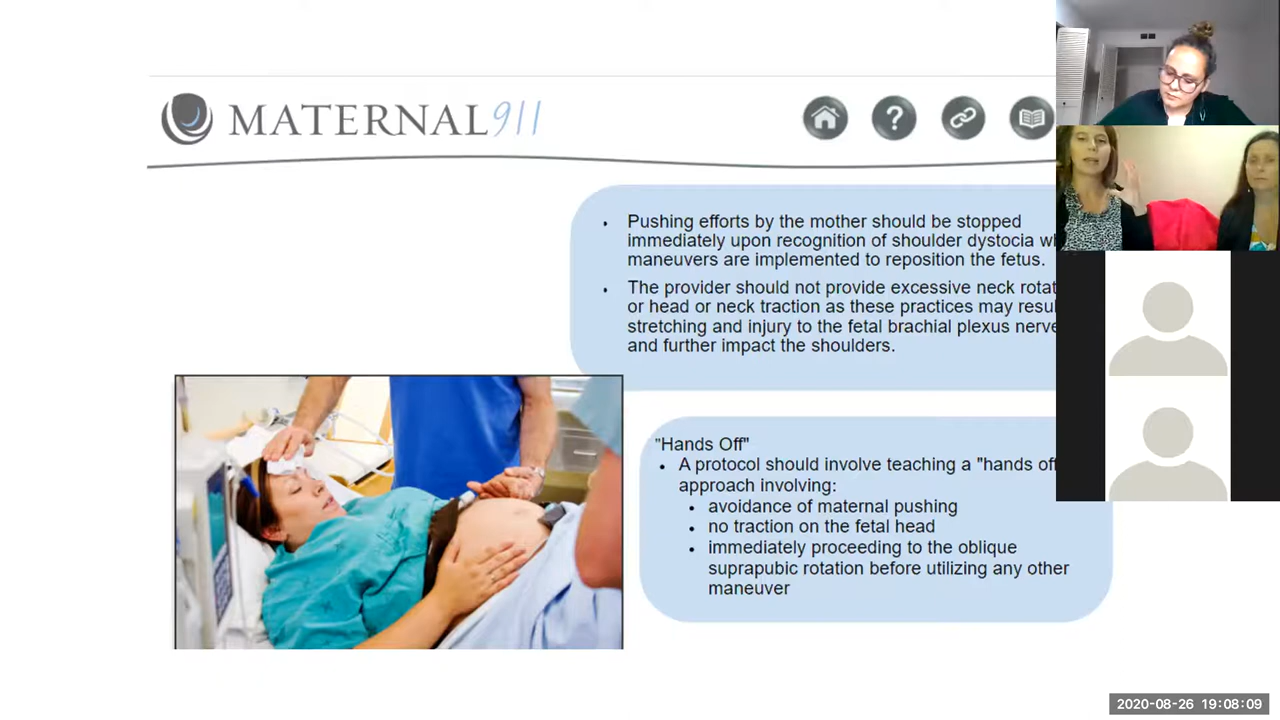 MATERNAL911
• Pushing efforts by the mother should be stopped
immediately upon recognition of shoulder dystocia
maneuvers are implemented to reposition the fetus.
• The provider should not provide excessive neck
or head or neck traction as these practices may
stretching and injury to the fetal brachial plexus
and further impact the shoulders.
"Hands Off"
• A protocol should involve teaching a "hands
approach involving:
• avoidance of maternal pushing
• no traction on the fetal head
• immediately proceeding to the oblique
suprapubic rotation before utilizing any other
maneuver
2020-08-26 19:08:09